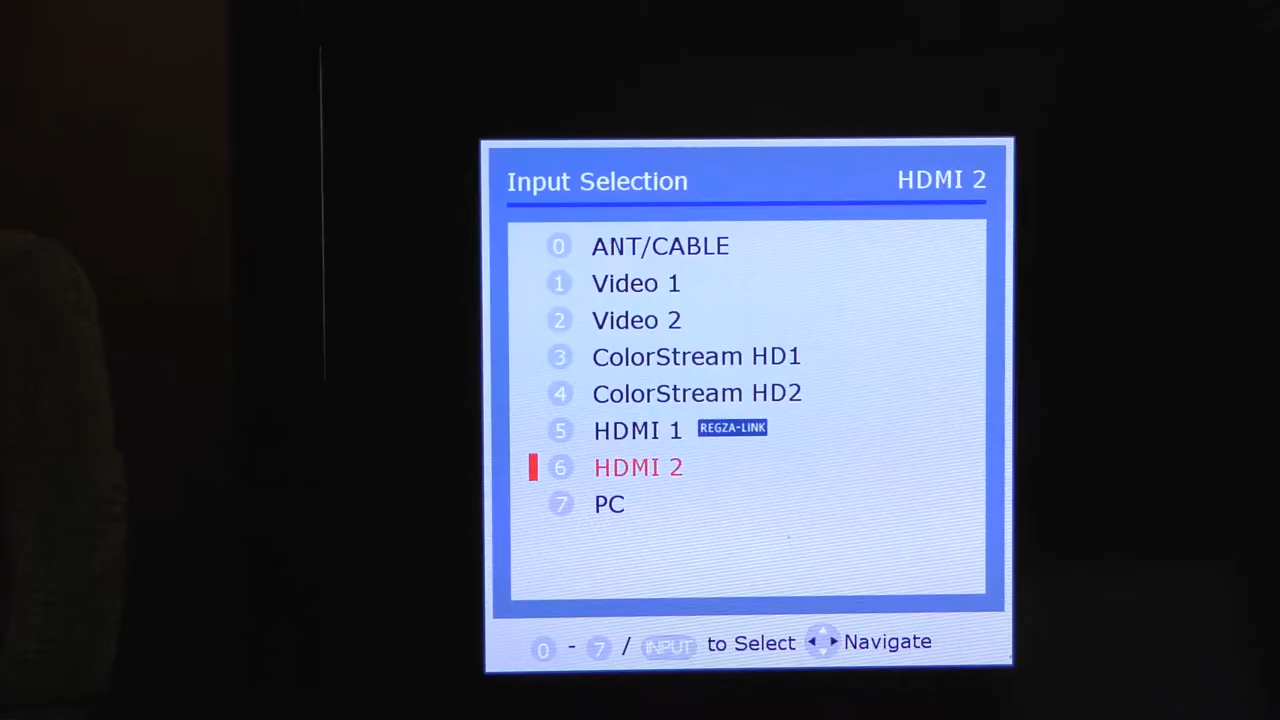 Input Selection HDMI 2
0 ANT/CABLE
1 Video 1
2 Video 2
3 ColorStream HD1
4 ColorStream HD2
5 HDMI 1 REGZA-LINK
6 HDMI 2
7 PC
0 - 7 / INPUT to Select Navigate